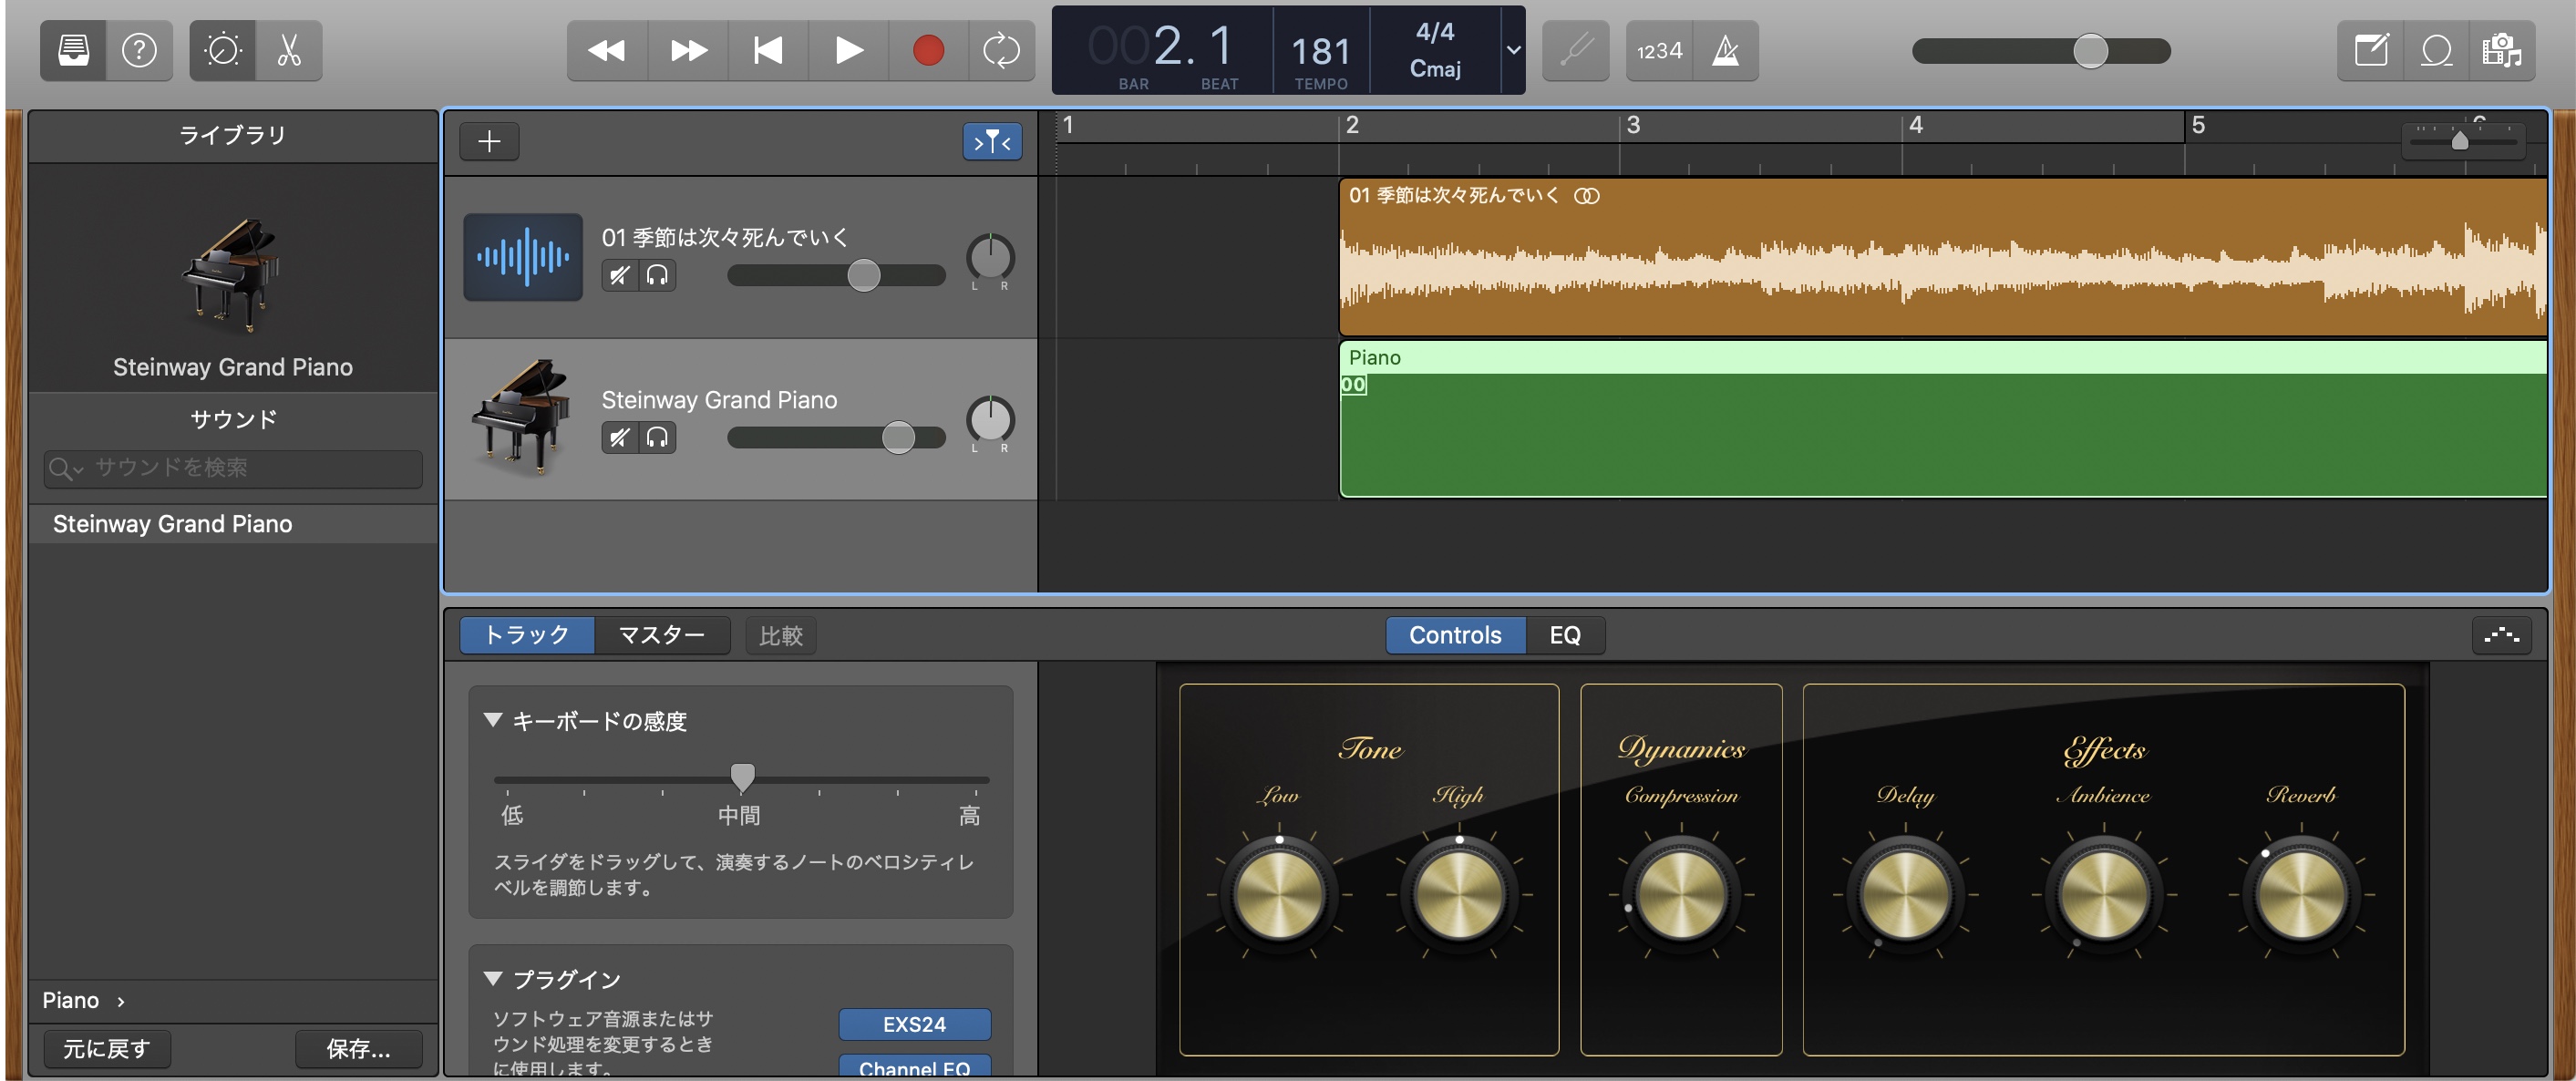 1234
002. 1
BAR
BEAT
181
TEMPO
4/4
Cmaj
ライブラリ
Steinway Grand Piano
サウンド
サウンドを検索
Steinway Grand Piano
Piano
元に戻す
保存...
1
2
3
4
5
01 季節は次々死んでいく
L R
Steinway Grand Piano
L R
01 季節は次々死んでいく
Piano
00
トラック
マスター
比較
Controls
EQ
キーボードの感度
低
中間
高
スライダをドラッグして、演奏するノートのベロシティレ
ベルを調節します。
プラグイン
ソフトウェア音源またはサ
ウンド処理を変更するとき
に使用します。
EXS24
Channel EQ
Tone
Low
High
Dynamics
Compression
Effects
Delay
Ambience
Reverb